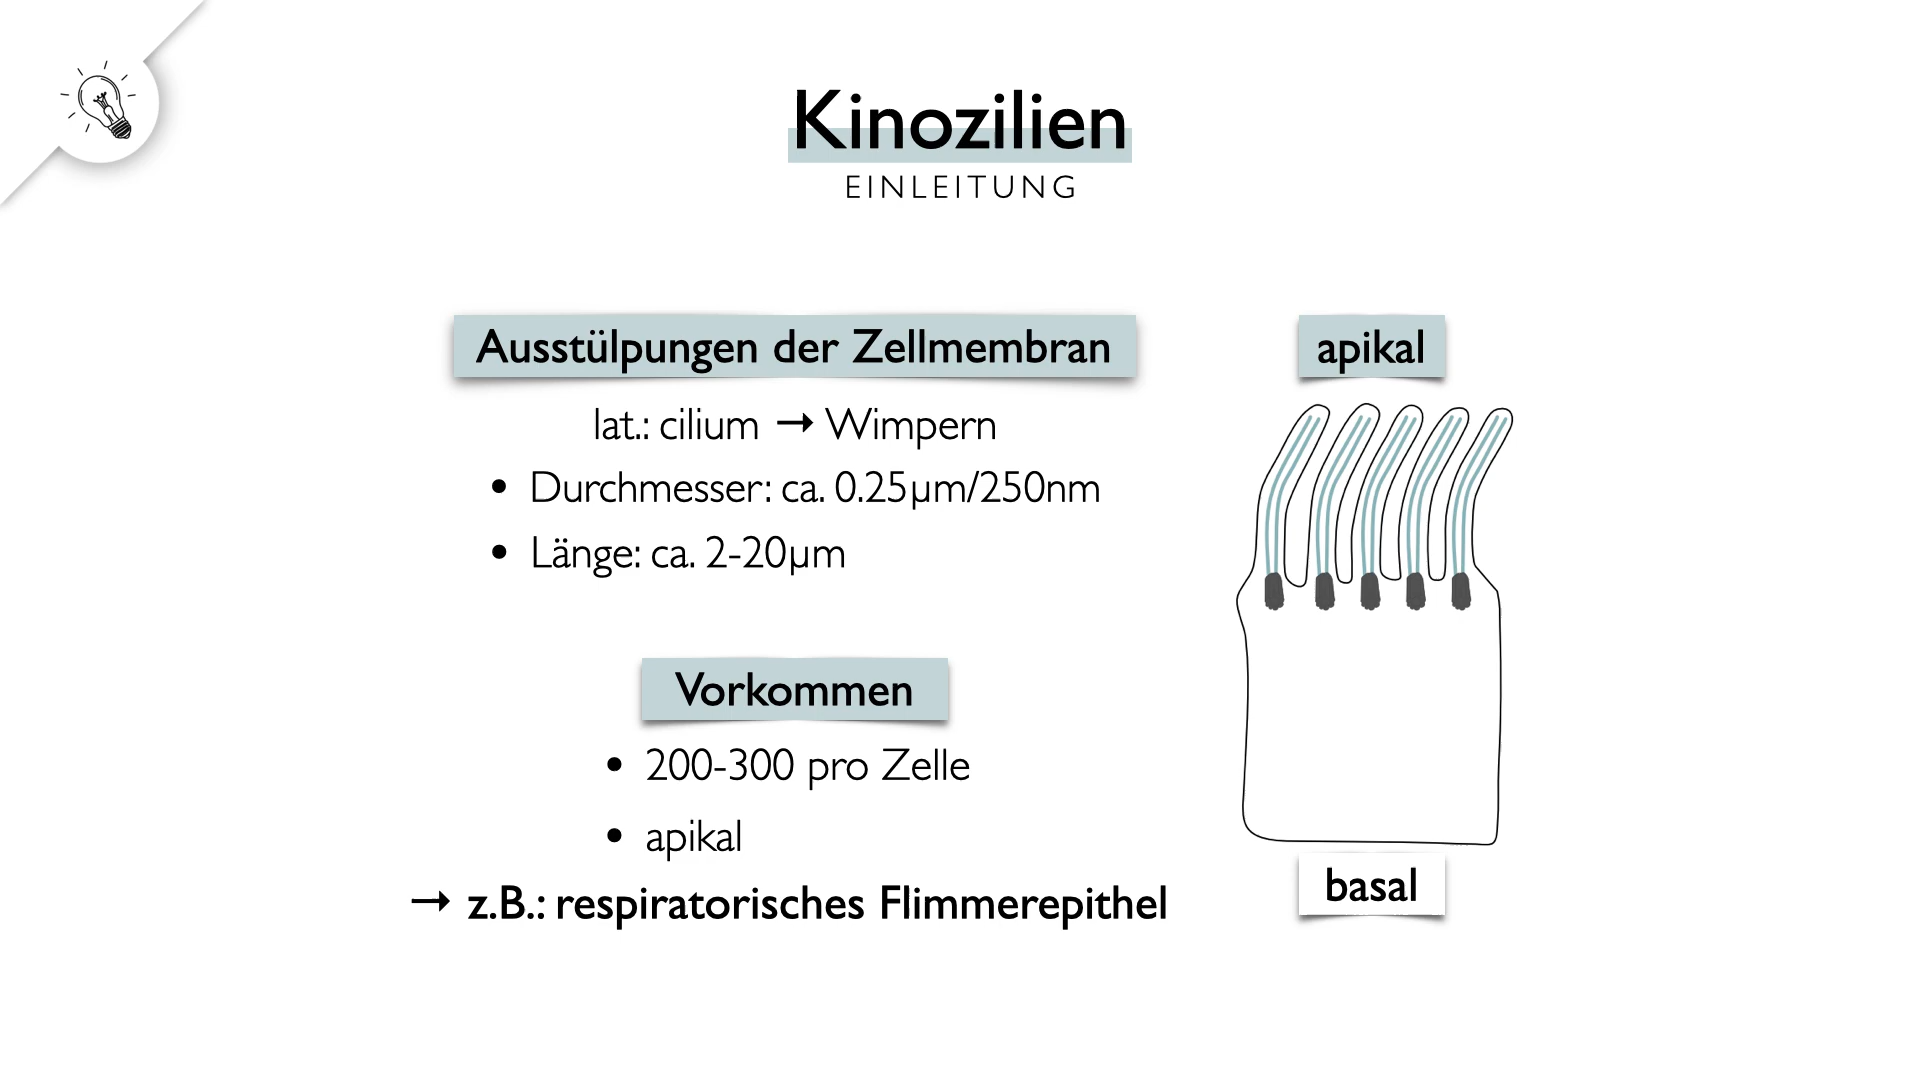 Kinozilien
EINLEITUNG
Ausstülpungen der Zellmembran
lat.: cilium → Wimpern
• Durchmesser: ca. 0.25µm/250nm
• Länge: ca. 2-20µm
Vorkommen
• 200-300 pro Zelle
• apikal
→ z.B.: respiratorisches Flimmerepithel
apikal
basal